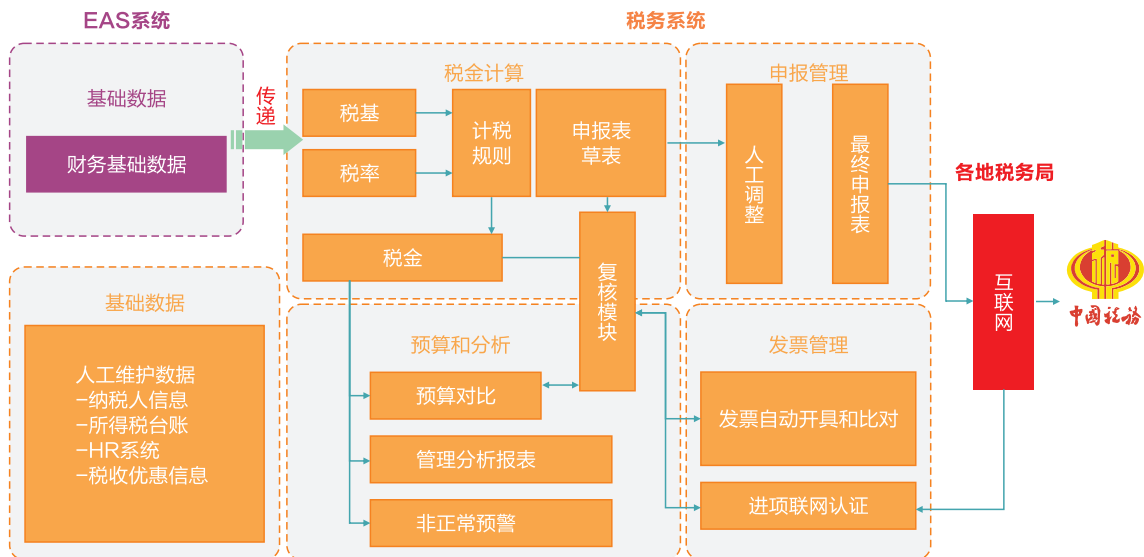 EAS系统
税务系统
基础数据
财务基础数据
传递
税金计算
税基
税率
计税
规则
申报表
草表
税金
复核模块
申报管理
人工调整
最终申报表
各地税务局
互联网
中国税务
基础数据
人工维护数据
-纳税人信息
-所得税台账
-HR系统
-税收优惠信息
预算和分析
预算对比
管理分析报表
非正常预警
发票管理
发票自动开具和比对
进项联网认证